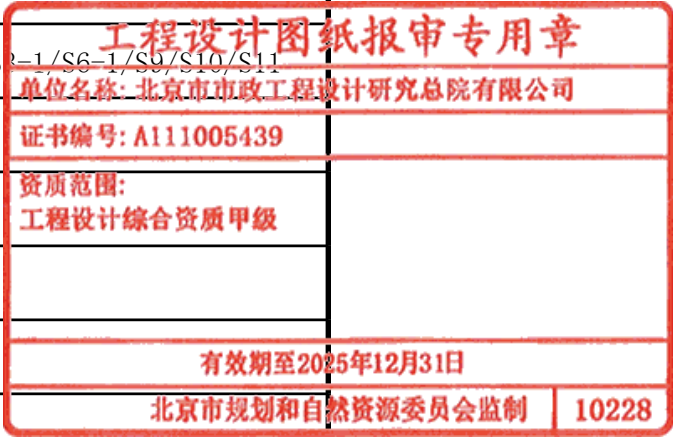 工程设计图纸报审专用章
-1/S6-1/S9/S10/S11
单位名称: 北京市市政工程设计研究总院有限公司
证书编号: A111005439
资质范围:
工程设计综合资质甲级
有效期至2025年12月31日
北京市规划和自然资源委员会监制 10228